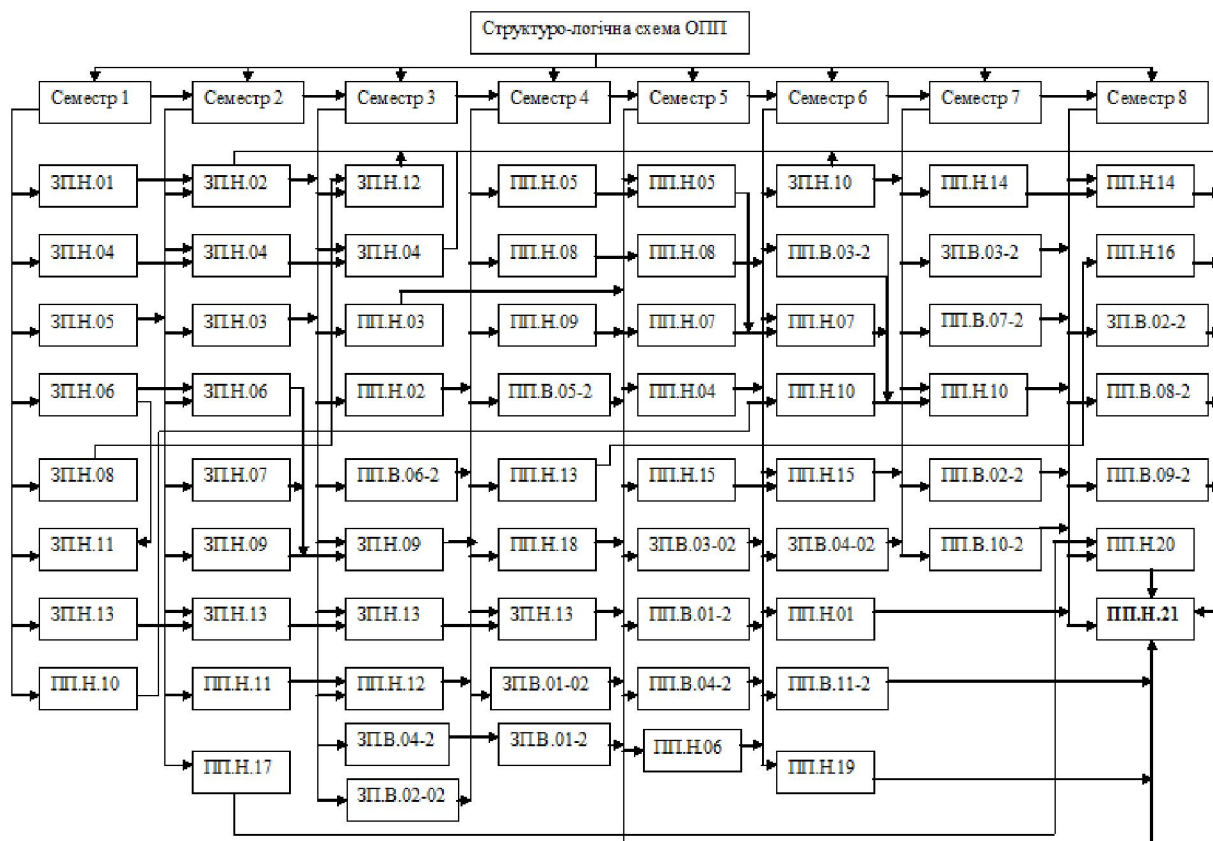 Структуро-логічна схема ОПП
Семестр 1
Семестр 2
Семестр 3
Семестр 4
Семестр 5
Семестр 6
Семестр 7
Семестр 8
ЗП.Н.01
ЗП.Н.02
ЗП.Н.12
ПП.Н.05
ПП.Н.05
ЗП.Н.10
ПП.Н.14
ПП.Н.14
ЗП.Н.04
ЗП.Н.04
ЗП.Н.04
ПП.Н.08
ПП.Н.08
ПП.В.03-2
ЗП.В.03-2
ПП.Н.16
ЗП.Н.05
ЗП.Н.03
ПП.Н.03
ПП.Н.09
ПП.Н.07
ПП.Н.07
ПП.В.07-2
ЗП.В.02-2
ЗП.Н.06
ЗП.Н.06
ПП.Н.02
ПП.В.05-2
ПП.Н.04
ПП.Н.10
ПП.Н.10
ПП.В.08-2
ЗП.Н.08
ЗП.Н.07
ПП.В.06-2
ПП.Н.13
ПП.Н.15
ПП.Н.15
ПП.В.02-2
ПП.В.09-2
ЗП.Н.11
ЗП.Н.09
ЗП.Н.09
ПП.Н.18
ЗП.В.03-02
ЗП.В.04-02
ПП.В.10-2
ПП.Н.20
ЗП.Н.13
ЗП.Н.13
ЗП.Н.13
ЗП.Н.13
ПП.В.01-2
ПП.Н.01
ПП.Н.21
ПП.Н.10
ПП.Н.11
ПП.Н.12
ЗП.В.01-02
ПП.В.04-2
ПП.В.11-2
ЗП.В.04-2
ЗП.В.01-2
ПП.Н.06
ПП.Н.17
ПП.Н.19
ЗП.В.02-02